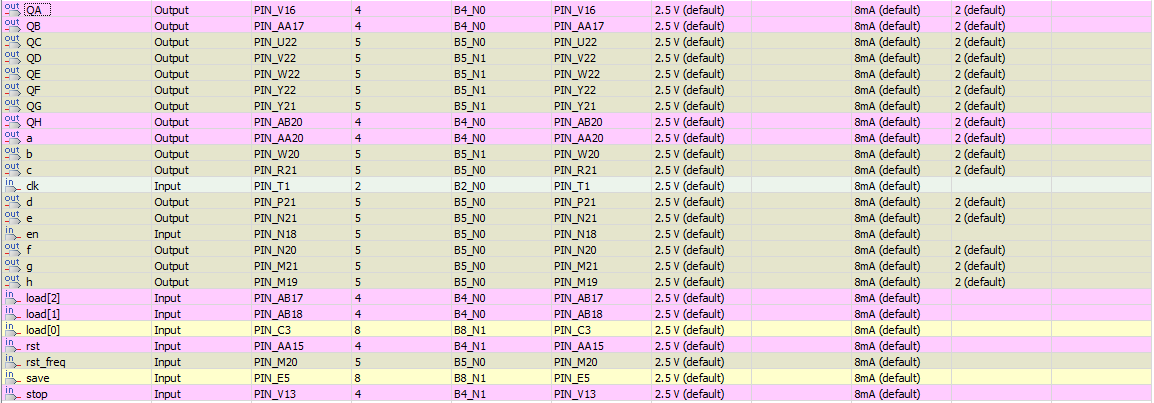 out QA Output PIN_V16 4 B4_N0 PIN_V16 2.5 V (default) 8mA (default) 2 (default)
out QB Output PIN_AA17 4 B4_N0 PIN_AA17 2.5 V (default) 8mA (default) 2 (default)
out QC Output PIN_U22 5 B5_N0 PIN_U22 2.5 V (default) 8mA (default) 2 (default)
out QD Output PIN_V22 5 B5_N1 PIN_V22 2.5 V (default) 8mA (default) 2 (default)
out QE Output PIN_W22 5 B5_N1 PIN_W22 2.5 V (default) 8mA (default) 2 (default)
out QF Output PIN_Y22 5 B5_N1 PIN_Y22 2.5 V (default) 8mA (default) 2 (default)
out QG Output PIN_Y21 5 B5_N1 PIN_Y21 2.5 V (default) 8mA (default) 2 (default)
out QH Output PIN_AB20 4 B4_N0 PIN_AB20 2.5 V (default) 8mA (default) 2 (default)
out a Output PIN_AA20 4 B4_N0 PIN_AA20 2.5 V (default) 8mA (default) 2 (default)
out b Output PIN_W20 5 B5_N1 PIN_W20 2.5 V (default) 8mA (default) 2 (default)
out c Output PIN_R21 5 B5_N0 PIN_R21 2.5 V (default) 8mA (default) 2 (default)
in clk Input PIN_T1 2 B2_N0 PIN_T1 2.5 V (default) 8mA (default)
out d Output PIN_P21 5 B5_N0 PIN_P21 2.5 V (default) 8mA (default) 2 (default)
out e Output PIN_N21 5 B5_N0 PIN_N21 2.5 V (default) 8mA (default) 2 (default)
in en Input PIN_N18 5 B5_N0 PIN_N18 2.5 V (default) 8mA (default)
out f Output PIN_N20 5 B5_N0 PIN_N20 2.5 V (default) 8mA (default) 2 (default)
out g Output PIN_M21 5 B5_N0 PIN_M21 2.5 V (default) 8mA (default) 2 (default)
out h Output PIN_M19 5 B5_N0 PIN_M19 2.5 V (default) 8mA (default) 2 (default)
in load[2] Input PIN_AB17 4 B4_N0 PIN_AB17 2.5 V (default) 8mA (default)
in load[1] Input PIN_AB18 4 B4_N0 PIN_AB18 2.5 V (default) 8mA (default)
in load[0] Input PIN_C3 8 B8_N1 PIN_C3 2.5 V (default) 8mA (default)
in rst Input PIN_AA15 4 B4_N1 PIN_AA15 2.5 V (default) 8mA (default)
in rst_freq Input PIN_M20 5 B5_N0 PIN_M20 2.5 V (default) 8mA (default)
in save Input PIN_E5 8 B8_N1 PIN_E5 2.5 V (default) 8mA (default)
in stop Input PIN_V13 4 B4_N1 PIN_V13 2.5 V (default) 8mA (default)